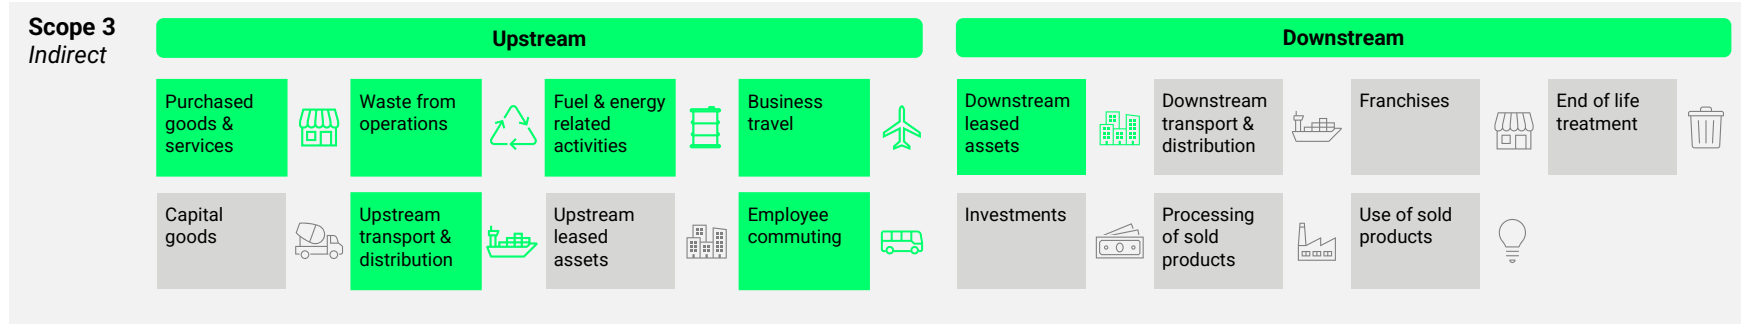 Scope 3
Indirect
Upstream
Downstream
Purchased
goods &
services
Waste from
operations
Fuel & energy
related
activities
Business
travel
Downstream
leased
assets
Downstream
transport &
distribution
Franchises
End of life
treatment
Capital
goods
Upstream
transport &
distribution
Upstream
leased
assets
Employee
commuting
Investments
Processing
of sold
products
Use of sold
products